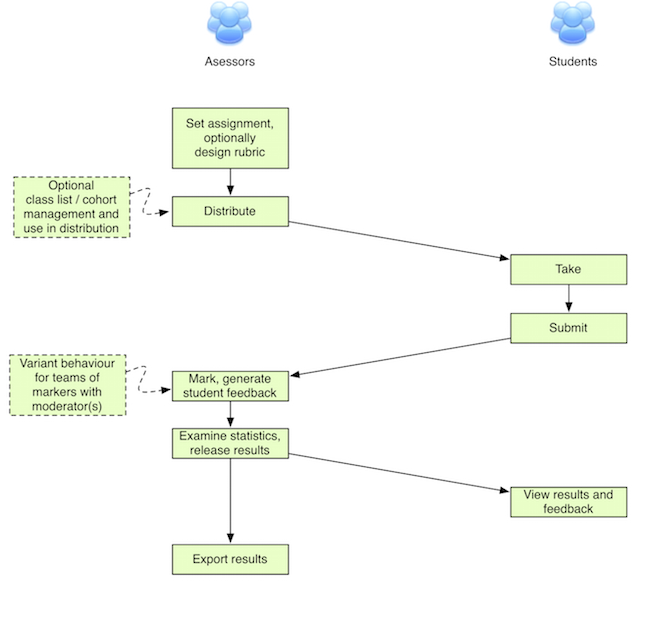 Asessors
Students
Set assignment,
optionally
design rubric
Optional
class list / cohort
management and
use in distribution
Distribute
Take
Submit
Variant behaviour
for teams of
markers with
moderator(s)
Mark, generate
student feedback
Examine statistics,
release results
View results and
feedback
Export results